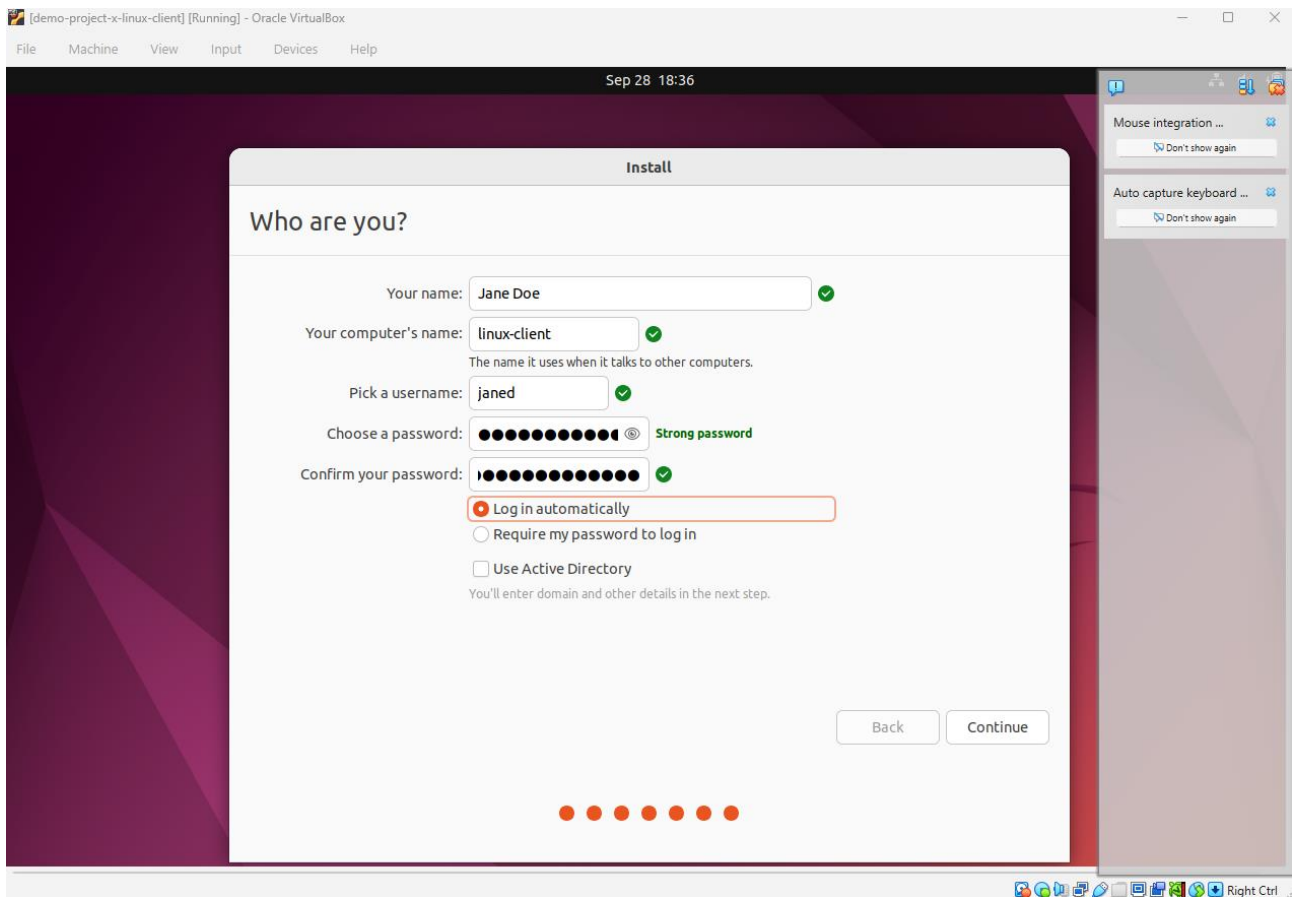 [demo-project-x-linux-client] [Running] - Oracle VirtualBox
File Machine View Input Devices Help
Sep 28 18:36
Mouse integration ...
Don't show again
Auto capture keyboard ...
Don't show again
Install
Who are you?
Your name: Jane Doe
Your computer's name: linux-client
The name it uses when it talks to other computers.
Pick a username: janed
Choose a password: Strong password
Confirm your password:
Log in automatically
Require my password to log in
Use Active Directory
You'll enter domain and other details in the next step.
Back Continue
Right Ctrl